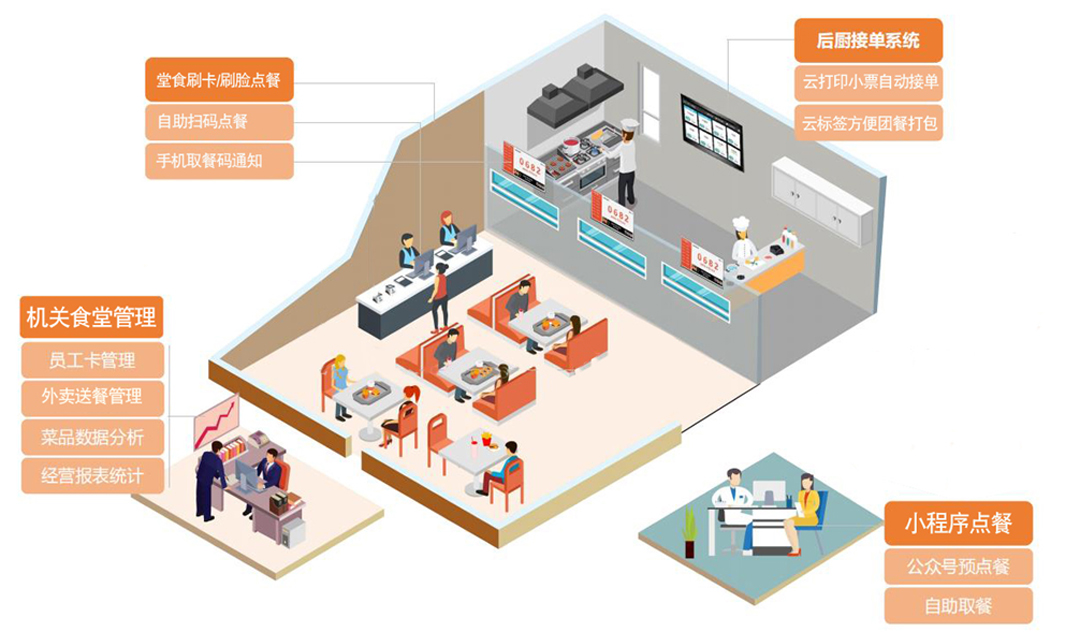 后厨接单系统
云打印小票自动接单
云标签方便团餐打包
堂食刷卡/刷脸点餐
自助扫码点餐
手机取餐码通知
0682
0682
0682
机关食堂管理
员工卡管理
外卖送餐管理
菜品数据分析
经营报表统计
小程序点餐
公众号预点餐
自助取餐